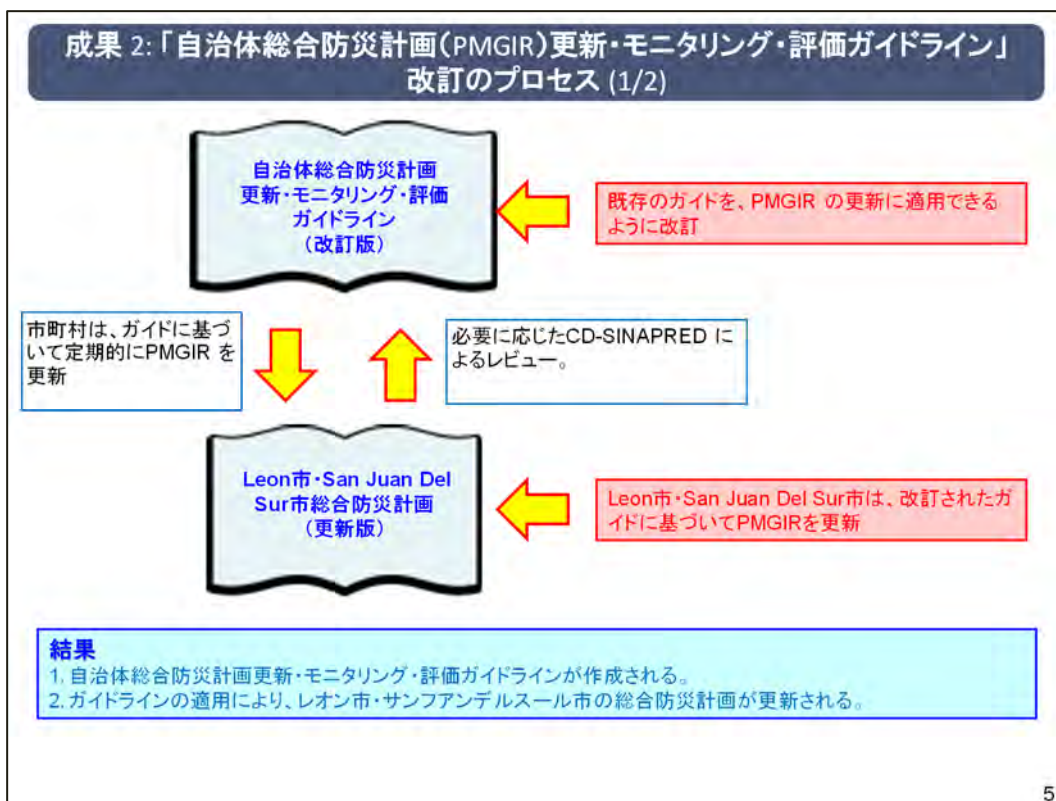 成果 2: 「自治体総合防災計画(PMGIR)更新・モニタリング・評価ガイドライン」
改訂のプロセス (1/2)
自治体総合防災計画
更新・モニタリング・評価
ガイドライン
(改訂版)
既存のガイドを、PMGIR の更新に適用できる
ように改訂
市町村は、ガイドに基づ
いて定期的にPMGIR を
更新
必要に応じたCD-SINAPRED に
よるレビュー。
Leon市・San Juan Del
Sur市総合防災計画
(更新版)
Leon市・San Juan Del Sur市は、改訂されたガ
イドに基づいてPMGIRを更新
結果
1. 自治体総合防災計画更新・モニタリング・評価ガイドラインが作成される。
2. ガイドラインの適用により、レオン市・サンフアンデルスール市の総合防災計画が更新される。
5